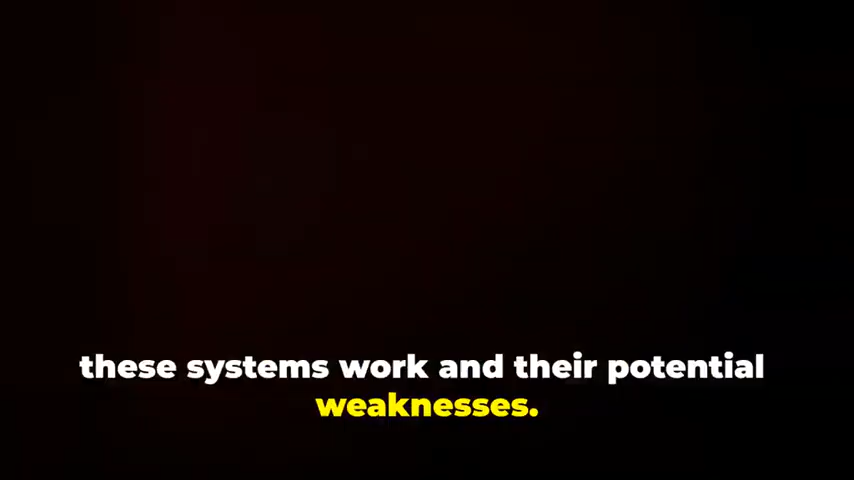 these systems work and their potential
weaknesses.